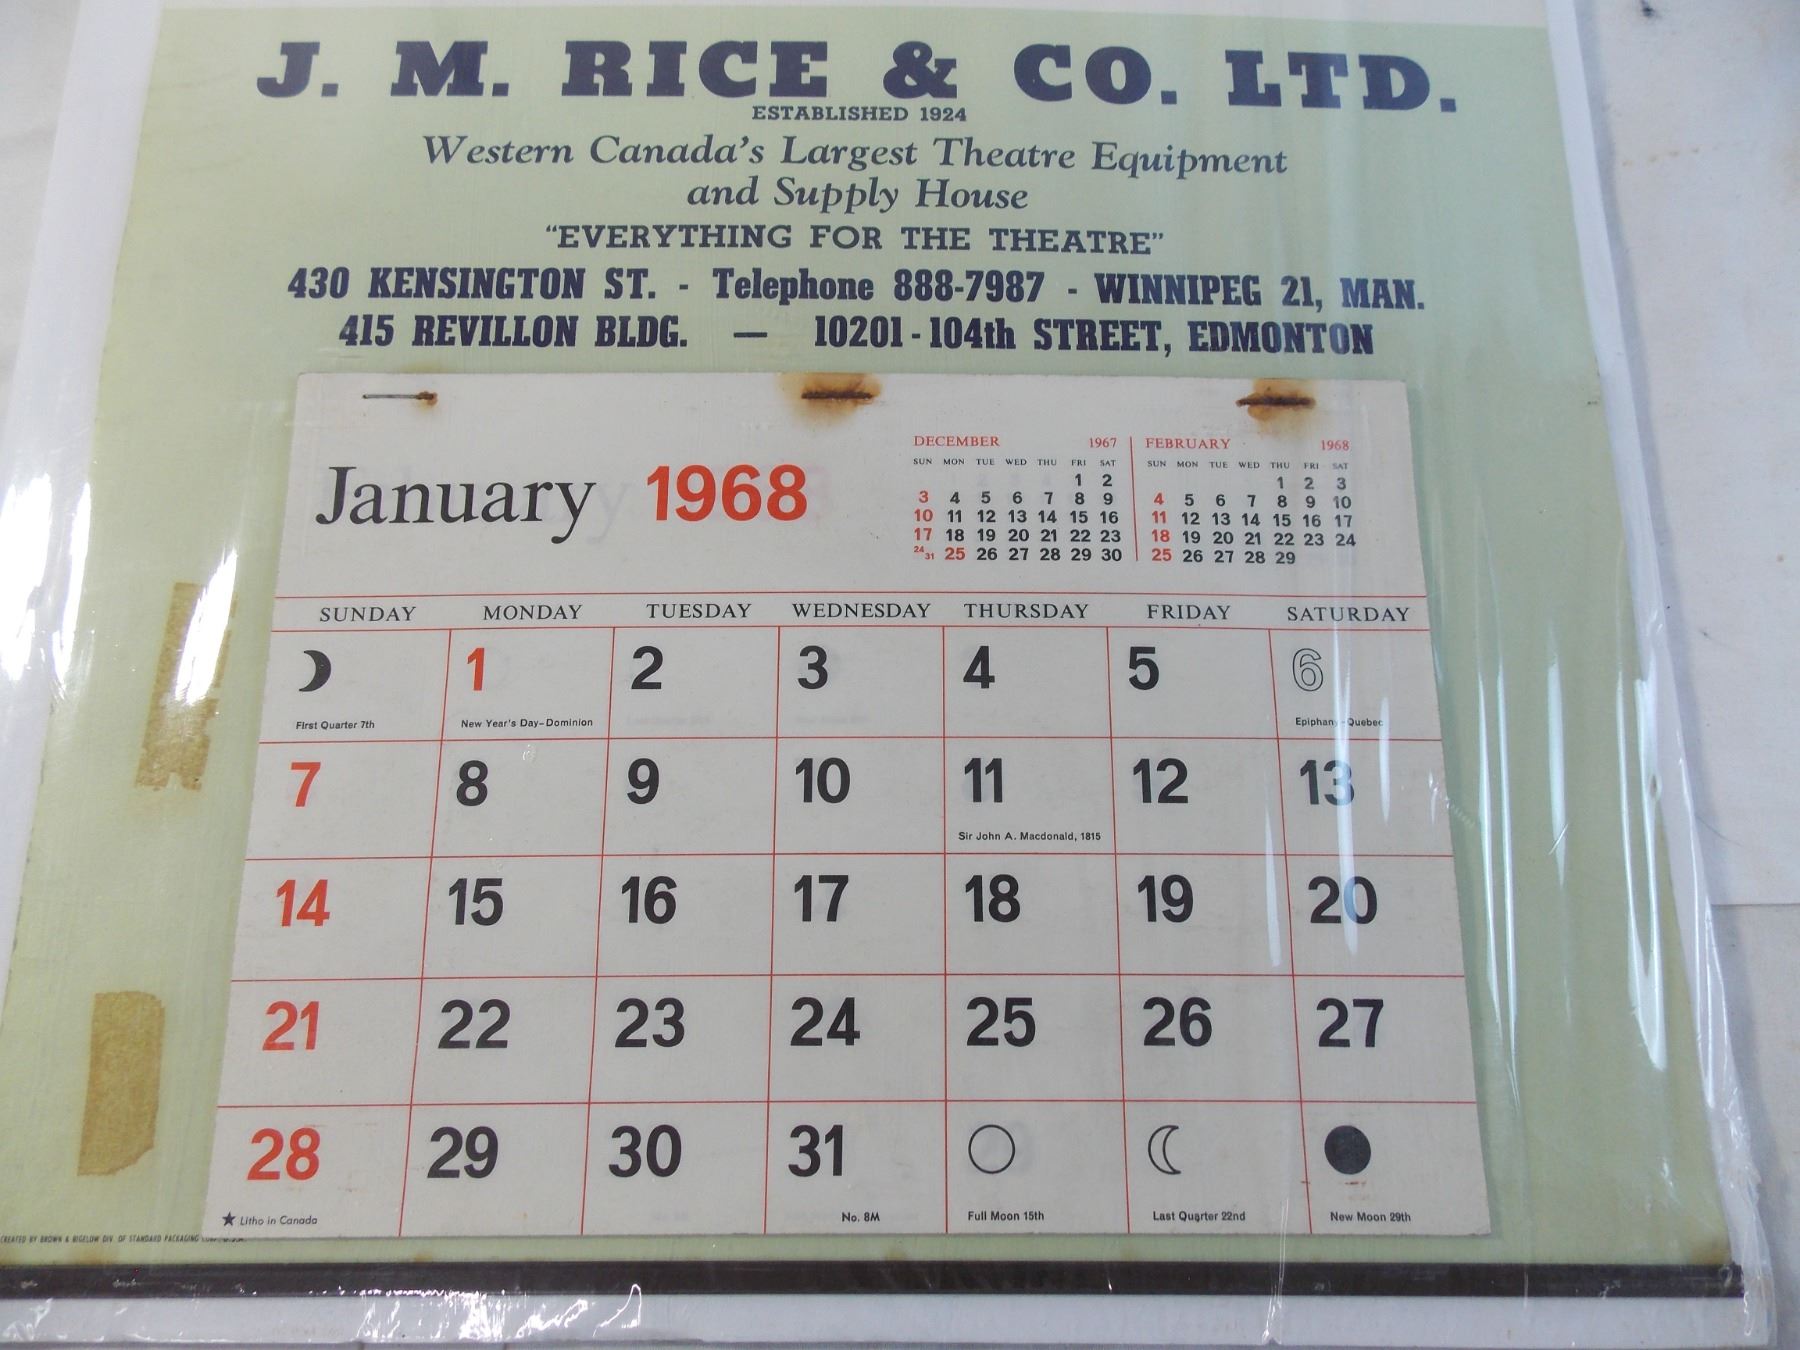 J. M. RICE & CO. LTD.
ESTABLISHED 1924
Western Canada's Largest Theatre Equipment
and Supply House
"EVERYTHING FOR THE THEATRE"
430 KENSINGTON ST. - Telephone 888-7987 - WINNIPEG 21, MAN.
415 REVILLON BLDG. — 10201-104th STREET, EDMONTON
January 1968
DECEMBER 1967
SUN MON TUE WED THU FRI SAT
1 2
3 4 5 6 7 8 9
10 11 12 13 14 15 16
17 18 19 20 21 22 23
24 31 25 26 27 28 29 30
FEBRUARY 1968
SUN MON TUE WED THU FRI SAT
1 2 3
4 5 6 7 8 9 10
11 12 13 14 15 16 17
18 19 20 21 22 23 24
25 26 27 28 29
SUNDAY MONDAY TUESDAY WEDNESDAY THURSDAY FRIDAY SATURDAY
1 2 3 4 5 6
First Quarter 7th New Year's Day-Dominion Epiphany-Quebec
7 8 9 10 11 12 13
Sir John A. Macdonald, 1815
14 15 16 17 18 19 20
21 22 23 24 25 26 27
28 29 30 31
★ Litho in Canada No. 8M Full Moon 15th Last Quarter 22nd New Moon 29th
CREATED BY BROWN & BIGELOW DIV. OF STANDARD PACKAGING CORP., U.S.A.